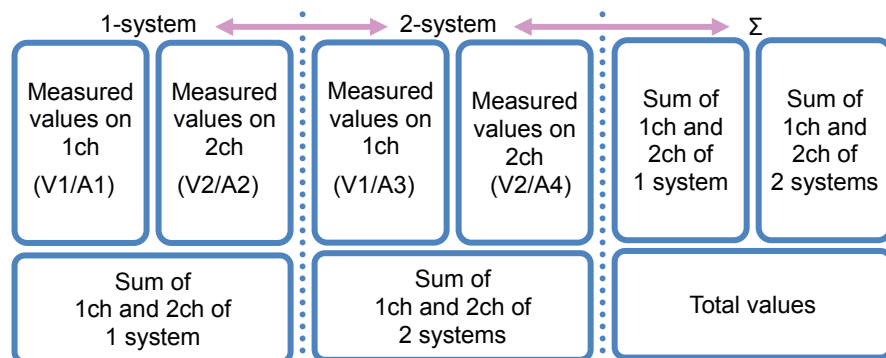 1-system
2-system
Σ
Measured
values on
1ch
(V1/A1)
Measured
values on
2ch
(V2/A2)
Measured
values on
1ch
(V1/A3)
Measured
values on
2ch
(V2/A4)
Sum of
1ch and
2ch of
1 system
Sum of
1ch and
2ch of
2 systems
Sum of
1ch and 2ch of
1 system
Sum of
1ch and 2ch of
2 systems
Total values